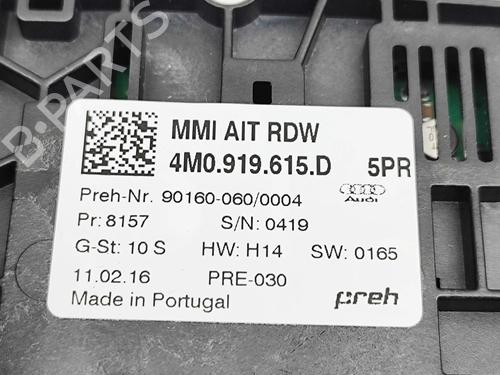 MMI AIT RDW
4M0.919.615.D 5PR
Preh-Nr. 90160-060/0004
Audi
Pr: 8157 S/N: 0419
G-St: 10 S HW: H14 SW: 0165
11.02.16 PRE-030
Made in Portugal
preh
B-PARTS